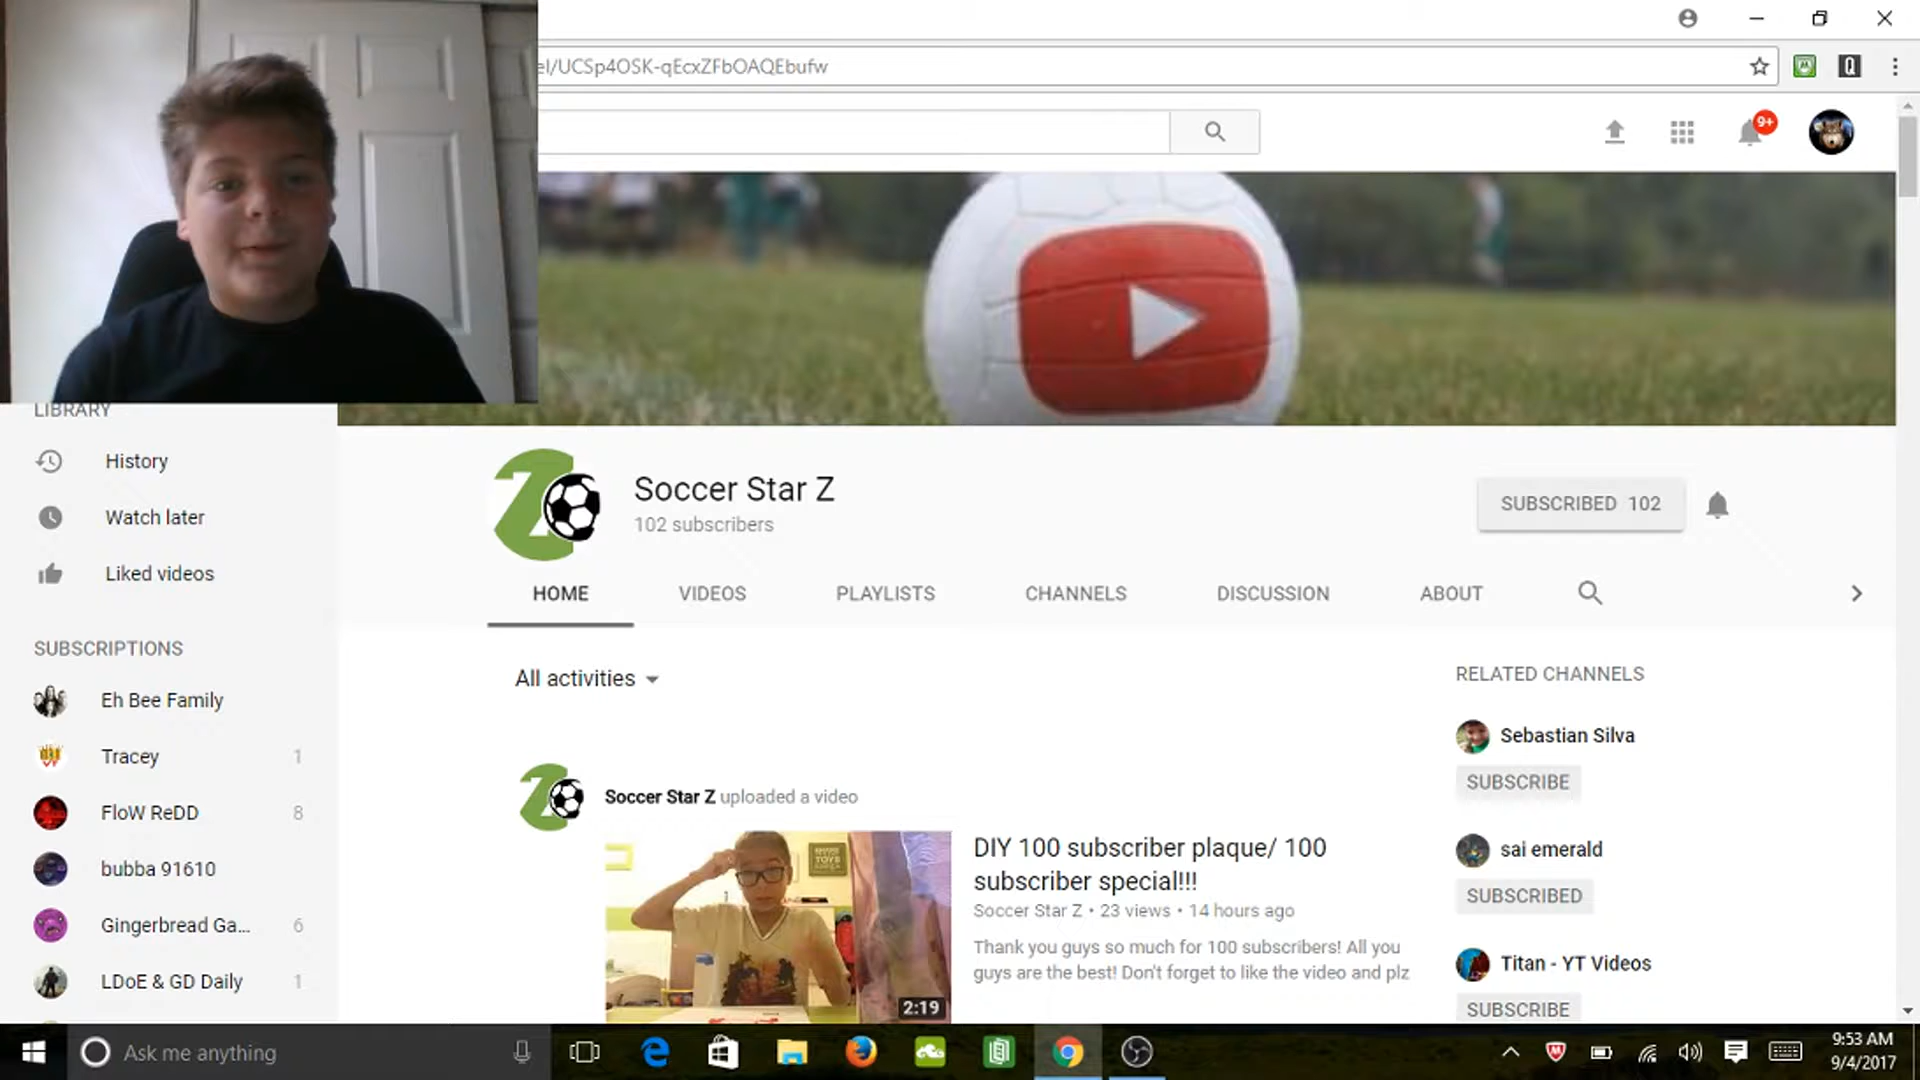 el/UCSp4OSK-qEcxZFbOAQEbufw
9+
LIBRARY
History
Watch later
Liked videos
SUBSCRIPTIONS
Eh Bee Family
Tracey 1
FloW ReDD 8
bubba 91610
Gingerbread Ga... 6
LDoE & GD Daily 1
Z
Soccer Star Z
102 subscribers
SUBSCRIBED 102
HOME VIDEOS PLAYLISTS CHANNELS DISCUSSION ABOUT
All activities
Z
Soccer Star Z uploaded a video
2:19
DIY 100 subscriber plaque/ 100
subscriber special!!!
Soccer Star Z • 23 views • 14 hours ago
Thank you guys so much for 100 subscribers! All you
guys are the best! Don't forget to like the video and plz
RELATED CHANNELS
Sebastian Silva
SUBSCRIBE
sai emerald
SUBSCRIBED
Titan - YT Videos
SUBSCRIBE
Ask me anything
9:53 AM
9/4/2017